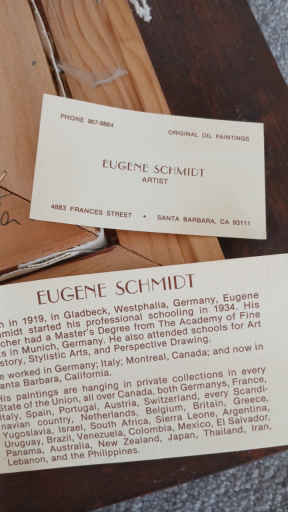 PHONE 967-9884
ORIGINAL OIL PAINTINGS
EUGENE SCHMIDT
ARTIST
4883 FRANCES STREET • SANTA BARBARA, CA 93111
EUGENE SCHMIDT
n in 1919, in Gladbeck, Westphalia, Germany, Eugene
hmidt started his professional schooling in 1934. His
cher had a Master's Degree from The Academy of Fine
ts in Munich, Germany. He also attended schools for Art
story, Stylistic Arts, and Perspective Drawing.
worked in Germany; Italy; Montreal, Canada; and now in
anta Barbara, California.
His paintings are hanging in private collections in every
State of the Union, all over Canada, both Germanys, France,
Italy, Spain, Portugal, Austria, Switzerland, every Scandi-
navian country, Netherlands, Belgium, Britain, Greece,
Yugoslavia, Israel, South Africa, Sierra Leone, Argentina,
Uruguay, Brazil, Venezuela, Colombia, Mexico, El Salvador,
Panama, Australia, New Zealand, Japan, Thailand, Iran,
Lebanon, and the Philippines.